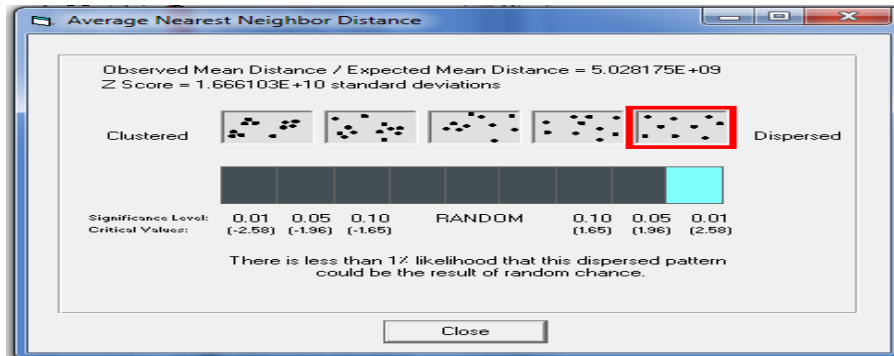 Average Nearest Neighbor Distance
Observed Mean Distance / Expected Mean Distance = 5.028175E+09
Z Score = 1.666103E+10 standard deviations
Clustered
Dispersed
Significance Level: 0.01 0.05 0.10 RANDOM 0.10 0.05 0.01
Critical Values: (-2.58) (-1.96) (-1.65) (1.65) (1.96) (2.58)
There is less than 1% likelihood that this dispersed pattern
could be the result of random chance.
Close